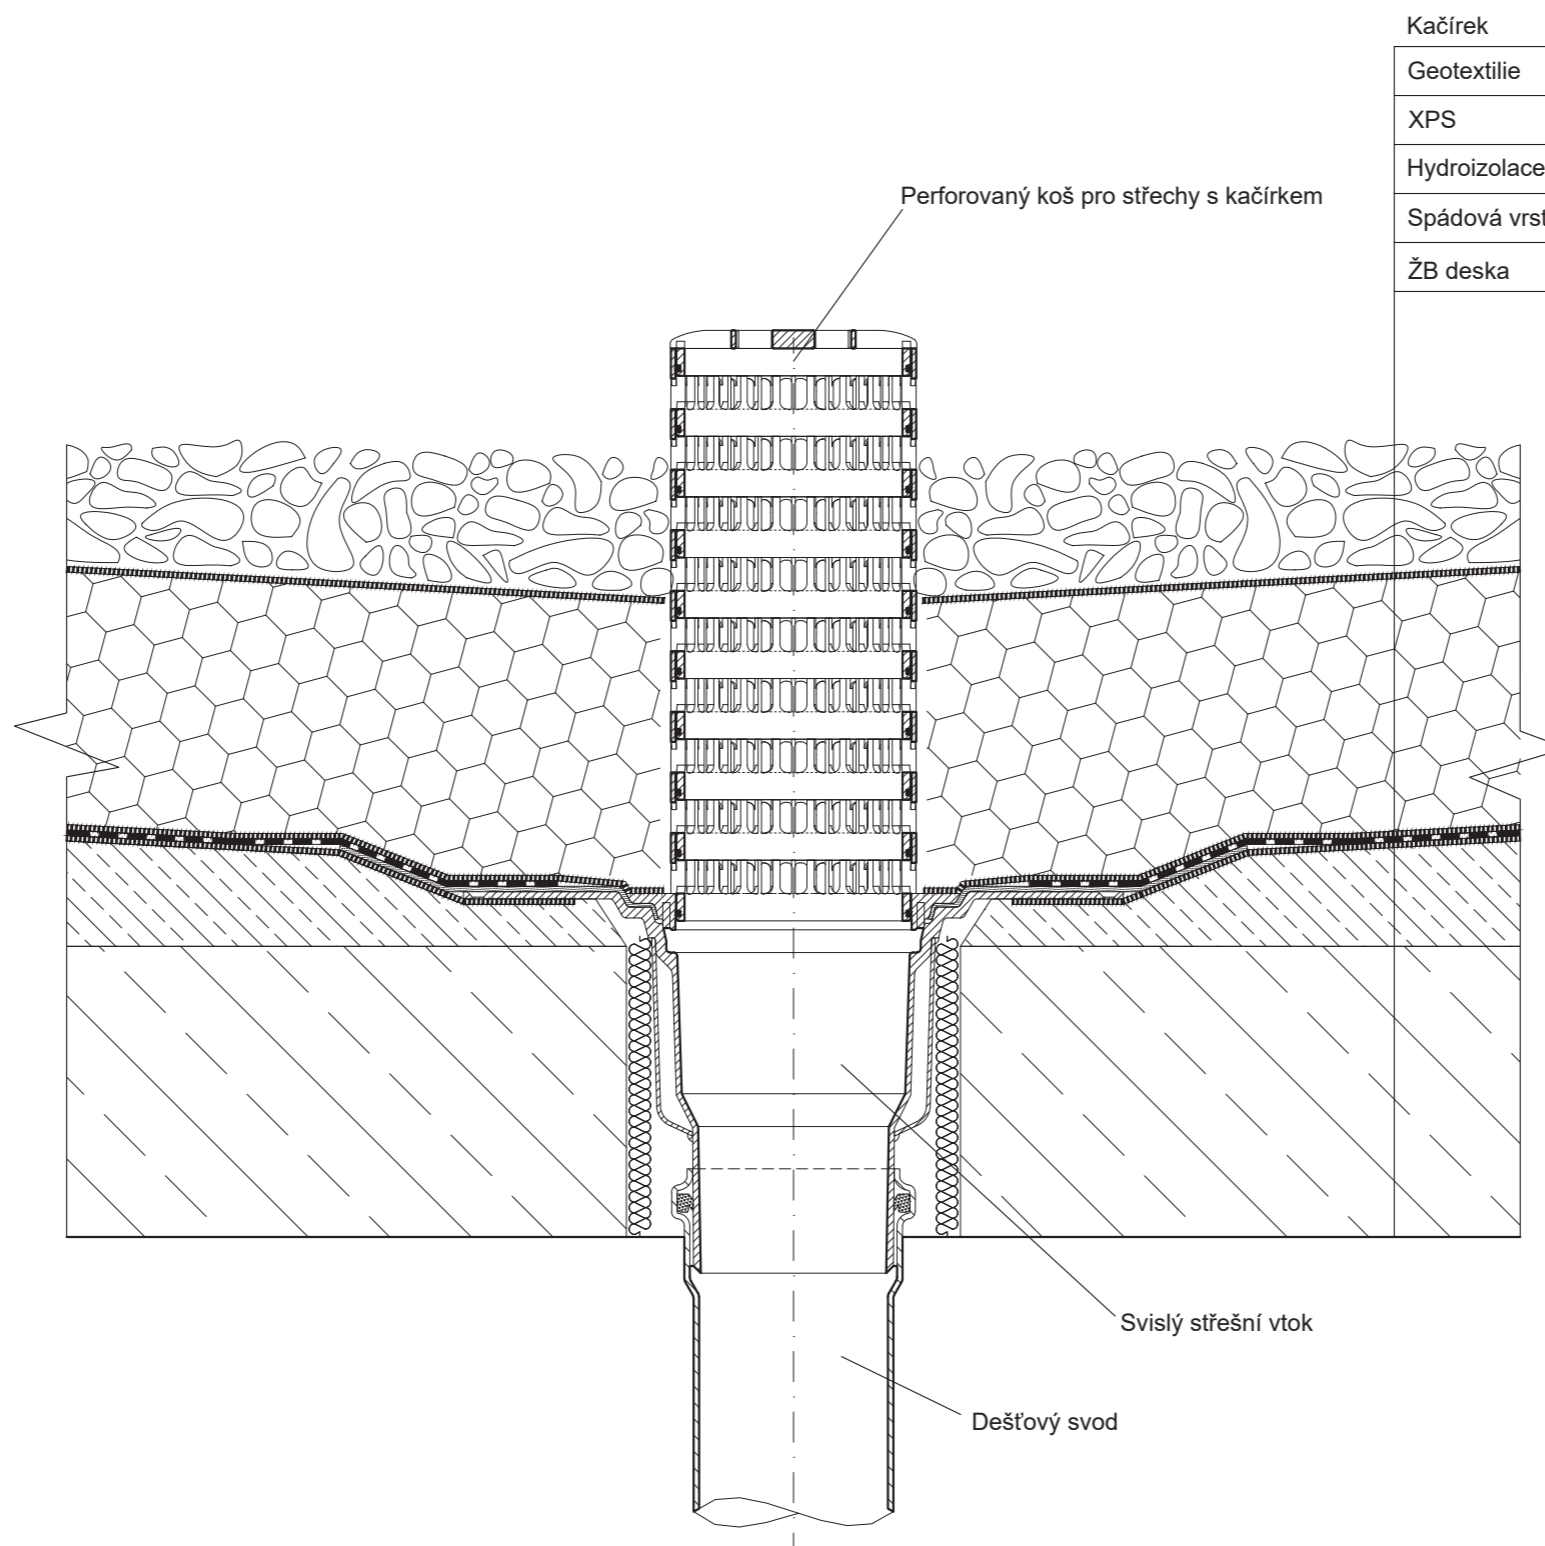 Kačírek
Geotextilie
XPS
Hydroizolace
Spádová vrst
ŽB deska
Perforovaný koš pro střechy s kačírkem
Svislý střešní vtok
Dešťový svod